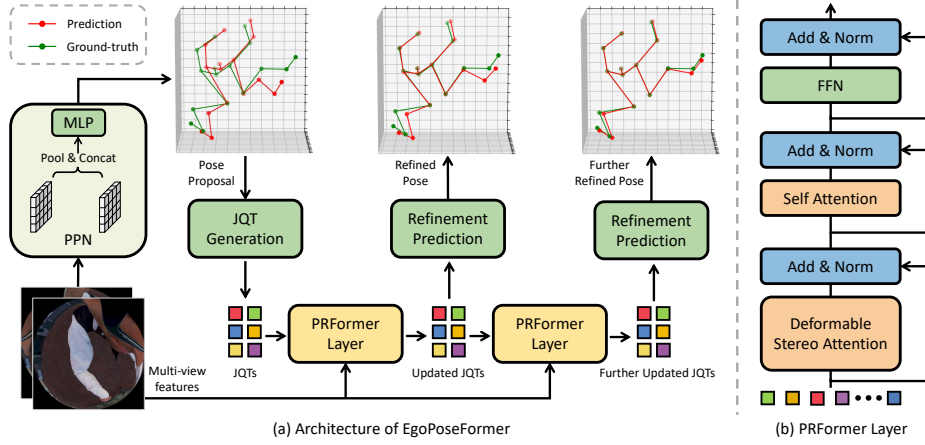 Prediction
Ground-truth
MLP
Pool & Concat
PPN
Pose
Proposal
Refined
Pose
Further
Refined Pose
JQT
Generation
Refinement
Prediction
Refinement
Prediction
PRFormer
Layer
PRFormer
Layer
Multi-view
features
JQTs
Updated JQTs
Further Updated JQTs
(a) Architecture of EgoPoseFormer
Add & Norm
FFN
Add & Norm
Self Attention
Add & Norm
Deformable
Stereo Attention
(b) PRFormer Layer